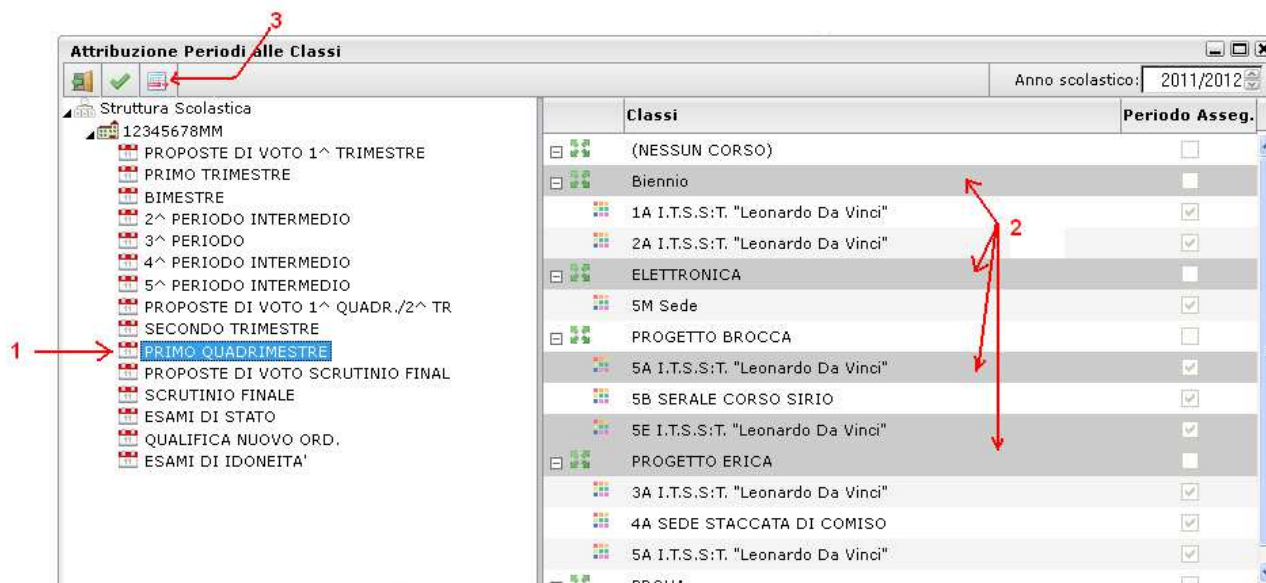 3
Attribuzione Periodi alle Classi
Anno scolastico: 2011/2012
Struttura Scolastica
12345678MM
PROPOSTE DI VOTO 1^ TRIMESTRE
PRIMO TRIMESTRE
BIMESTRE
2^ PERIODO INTERMEDIO
3^ PERIODO
4^ PERIODO INTERMEDIO
5^ PERIODO INTERMEDIO
PROPOSTE DI VOTO 1^ QUADR./2^ TR
SECONDO TRIMESTRE
1
PRIMO QUADRIMESTRE
PROPOSTE DI VOTO SCRUTINIO FINAL
SCRUTINIO FINALE
ESAMI DI STATO
QUALIFICA NUOVO ORD.
ESAMI DI IDONEITA'
Classi Periodo Asseg.
(NESSUN CORSO)
Biennio
1A I.T.S.S:T. "Leonardo Da Vinci"
2
2A I.T.S.S:T. "Leonardo Da Vinci"
ELETTRONICA
5M Sede
PROGETTO BROCCA
5A I.T.S.S:T. "Leonardo Da Vinci"
5B SERALE CORSO SIRIO
5E I.T.S.S:T. "Leonardo Da Vinci"
PROGETTO ERICA
3A I.T.S.S:T. "Leonardo Da Vinci"
4A SEDE STACCATA DI COMISO
5A I.T.S.S:T. "Leonardo Da Vinci"